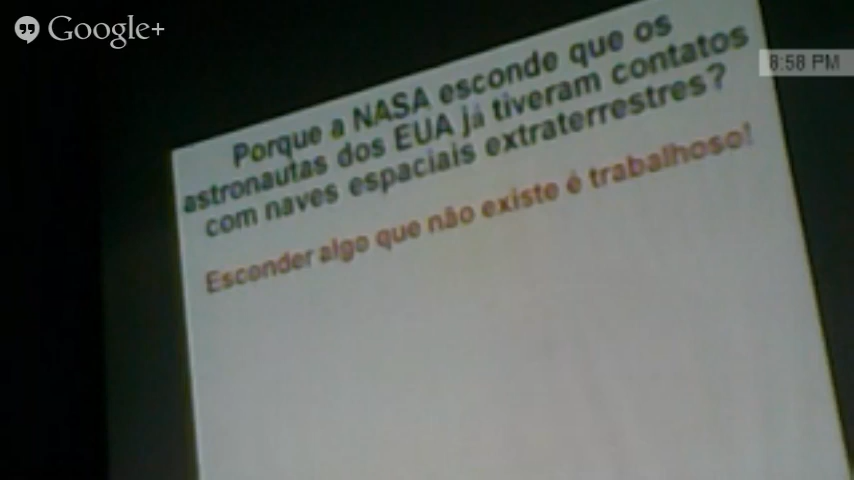 Google+
8:58 PM
Porque a NASA esconde que os
astronautas dos EUA já tiveram contatos
com naves espaciais extraterrestres?
Esconder algo que não existe é trabalhoso!